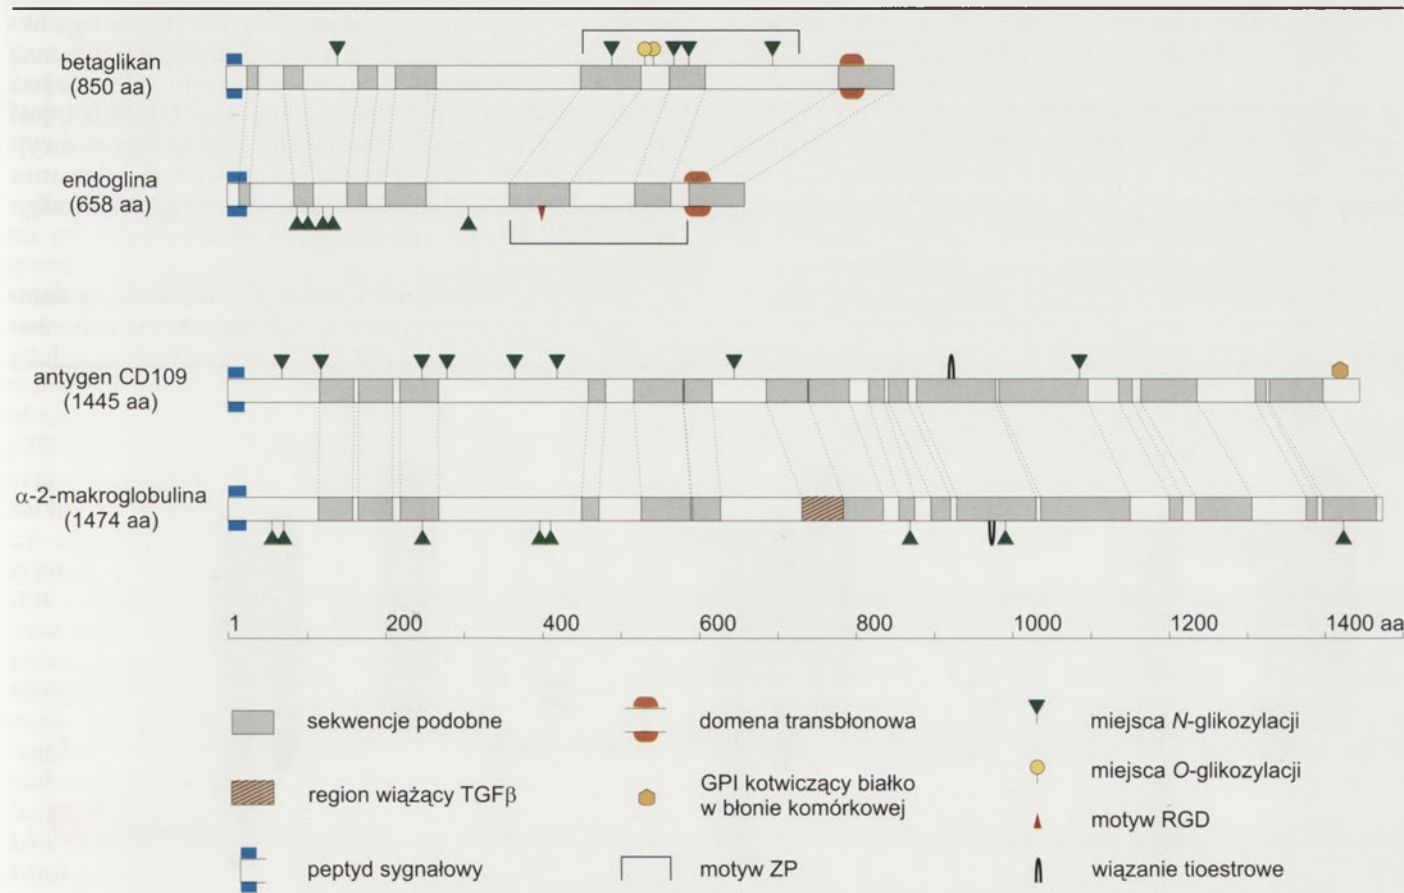 betaglikan
(850 aa)
endoglina
(658 aa)
antygen CD109
(1445 aa)
α-2-makroglobulina
(1474 aa)
1 200 400 600 800 1000 1200 1400 aa
sekwencje podobne
domena transbłonowa
miejsca N-glikozylacji
miejsca O-glikozylacji
region wiążący TGFβ
GPI kotwiczący białko
w błonie komórkowej
motyw RGD
peptyd sygnałowy
motyw ZP
wiązanie tioestrowe